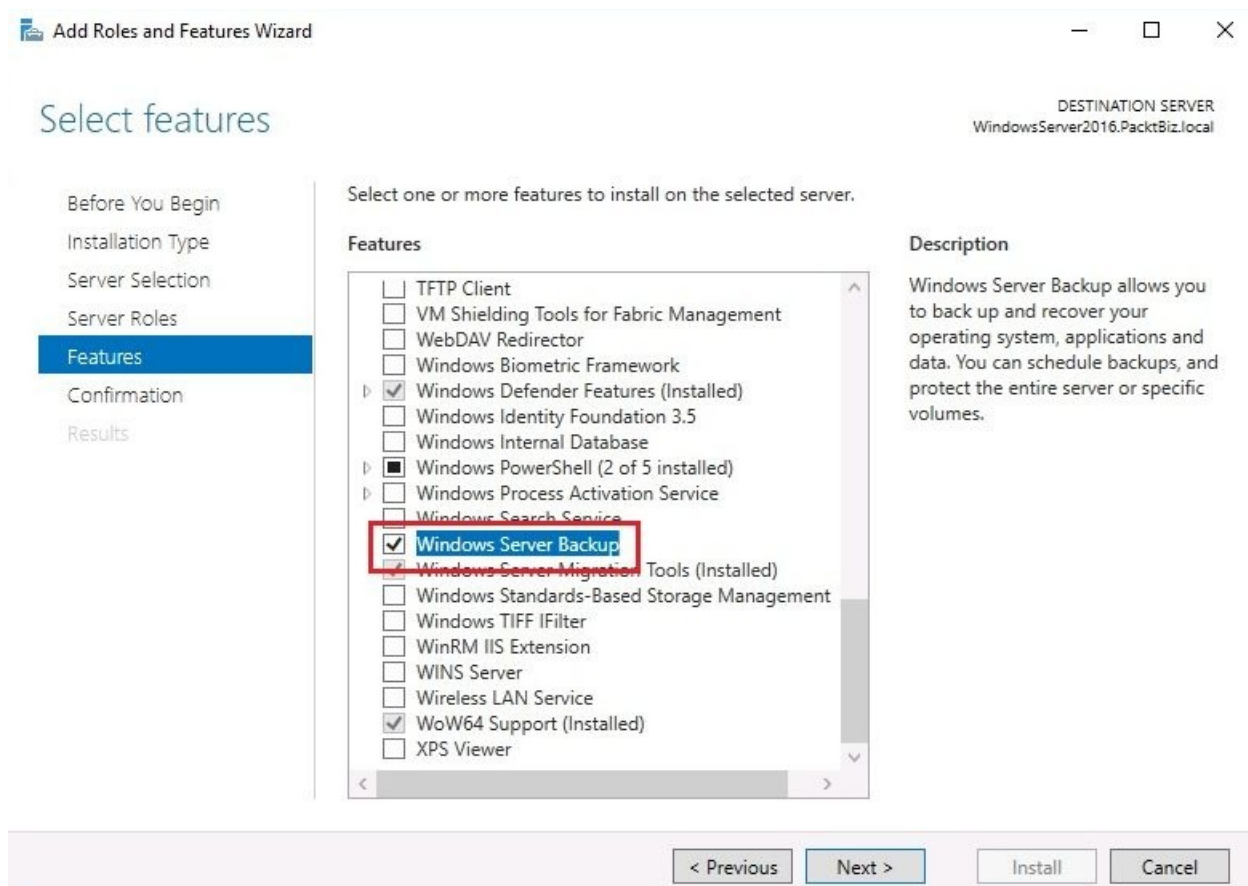 Add Roles and Features Wizard
Select features
DESTINATION SERVER
WindowsServer2016.PacktBiz.local
Before You Begin
Installation Type
Server Selection
Server Roles
Features
Confirmation
Results
Select one or more features to install on the selected server.
Features
TFTP Client
VM Shielding Tools for Fabric Management
WebDAV Redirector
Windows Biometric Framework
Windows Defender Features (Installed)
Windows Identity Foundation 3.5
Windows Internal Database
Windows PowerShell (2 of 5 installed)
Windows Process Activation Service
Windows Search Service
Windows Server Backup
Windows Server Migration Tools (Installed)
Windows Standards-Based Storage Management
Windows TIFF IFilter
WinRM IIS Extension
WINS Server
Wireless LAN Service
WoW64 Support (Installed)
XPS Viewer
Description
Windows Server Backup allows you
to back up and recover your
operating system, applications and
data. You can schedule backups, and
protect the entire server or specific
volumes.
< Previous
Next >
Install
Cancel